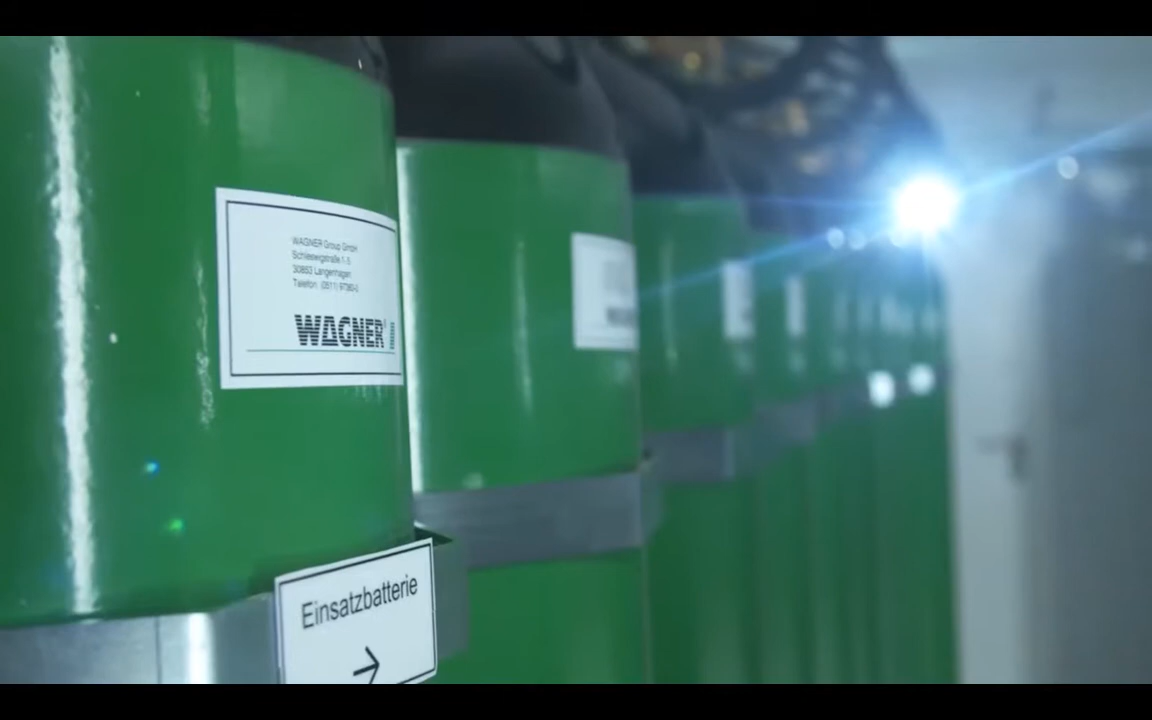 WAGNER Group GmbH
Schleswigstraße 1-5
30853 Langenhagen
Telefon: (0511) 97383-0
WAGNER
Einsatzbatterie
→